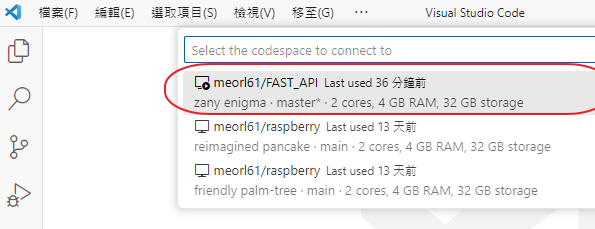 檔案(F) 編輯(E) 選取項目(S) 檢視(V) 移至(G) ··· Visual Studio Code
Select the codespace to connect to
meorl61/FAST_API Last used 36 分鐘前
zany enigma · master* · 2 cores, 4 GB RAM, 32 GB storage
meorl61/raspberry Last used 13 天前
reimagined pancake · main · 2 cores, 4 GB RAM, 32 GB storage
meorl61/raspberry Last used 13 天前
friendly palm-tree · main · 2 cores, 4 GB RAM, 32 GB storage